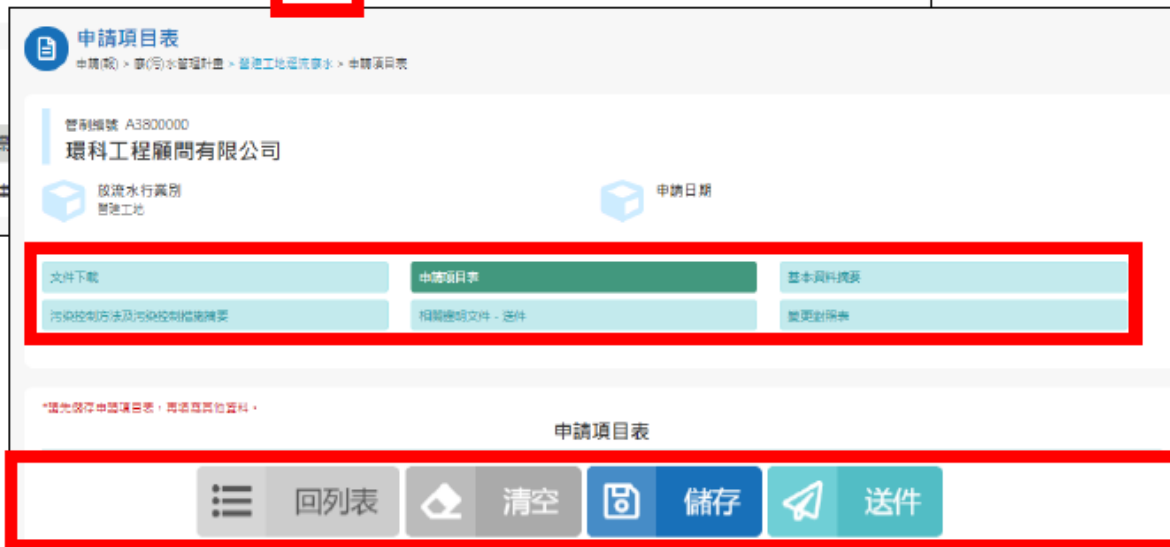 申請項目表
申請(報) > 廢(污)水管理計畫 > 營建工地逕流廢水 > 申請項目表
管制編號 A3800000
環科工程顧問有限公司
放流水行業別
營建工地
申請日期
文件下載
申請項目表
基本資料摘要
污染控制方法及污染控制措施摘要
相關證明文件 - 送件
變更對照表
*請先儲存申請項目表，再填寫其他資料。
申請項目表
回列表
清空
儲存
送件